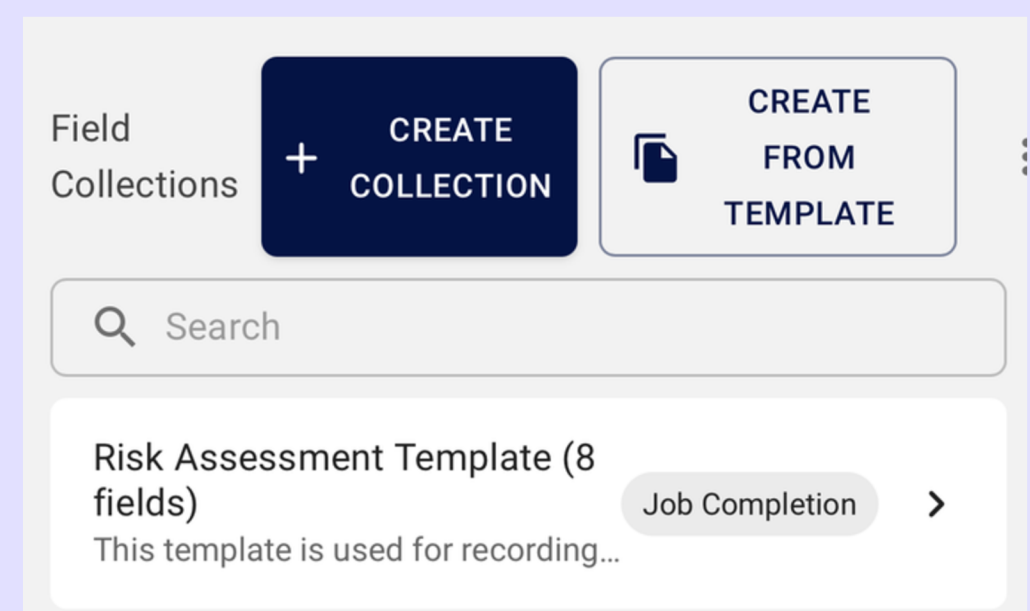 Field
Collections
CREATE
COLLECTION
CREATE
FROM
TEMPLATE
Search
Risk Assessment Template (8
fields)
This template is used for recording...
Job Completion